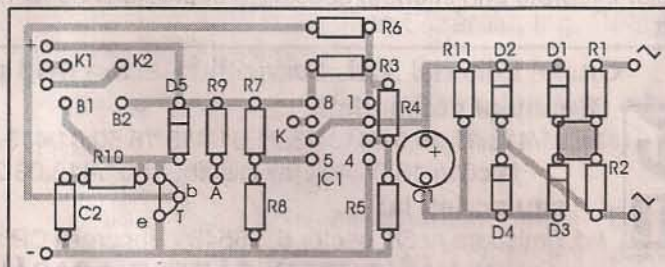 R6
+ K1 K2 R3 R11 D2 D1 R1 ~
D5 R9 R7 8 1 R4
B1 B2 K +
R10 5 4 R2
b A IC1 C1
C2 T R8 R5
e D4 D3 ~
-